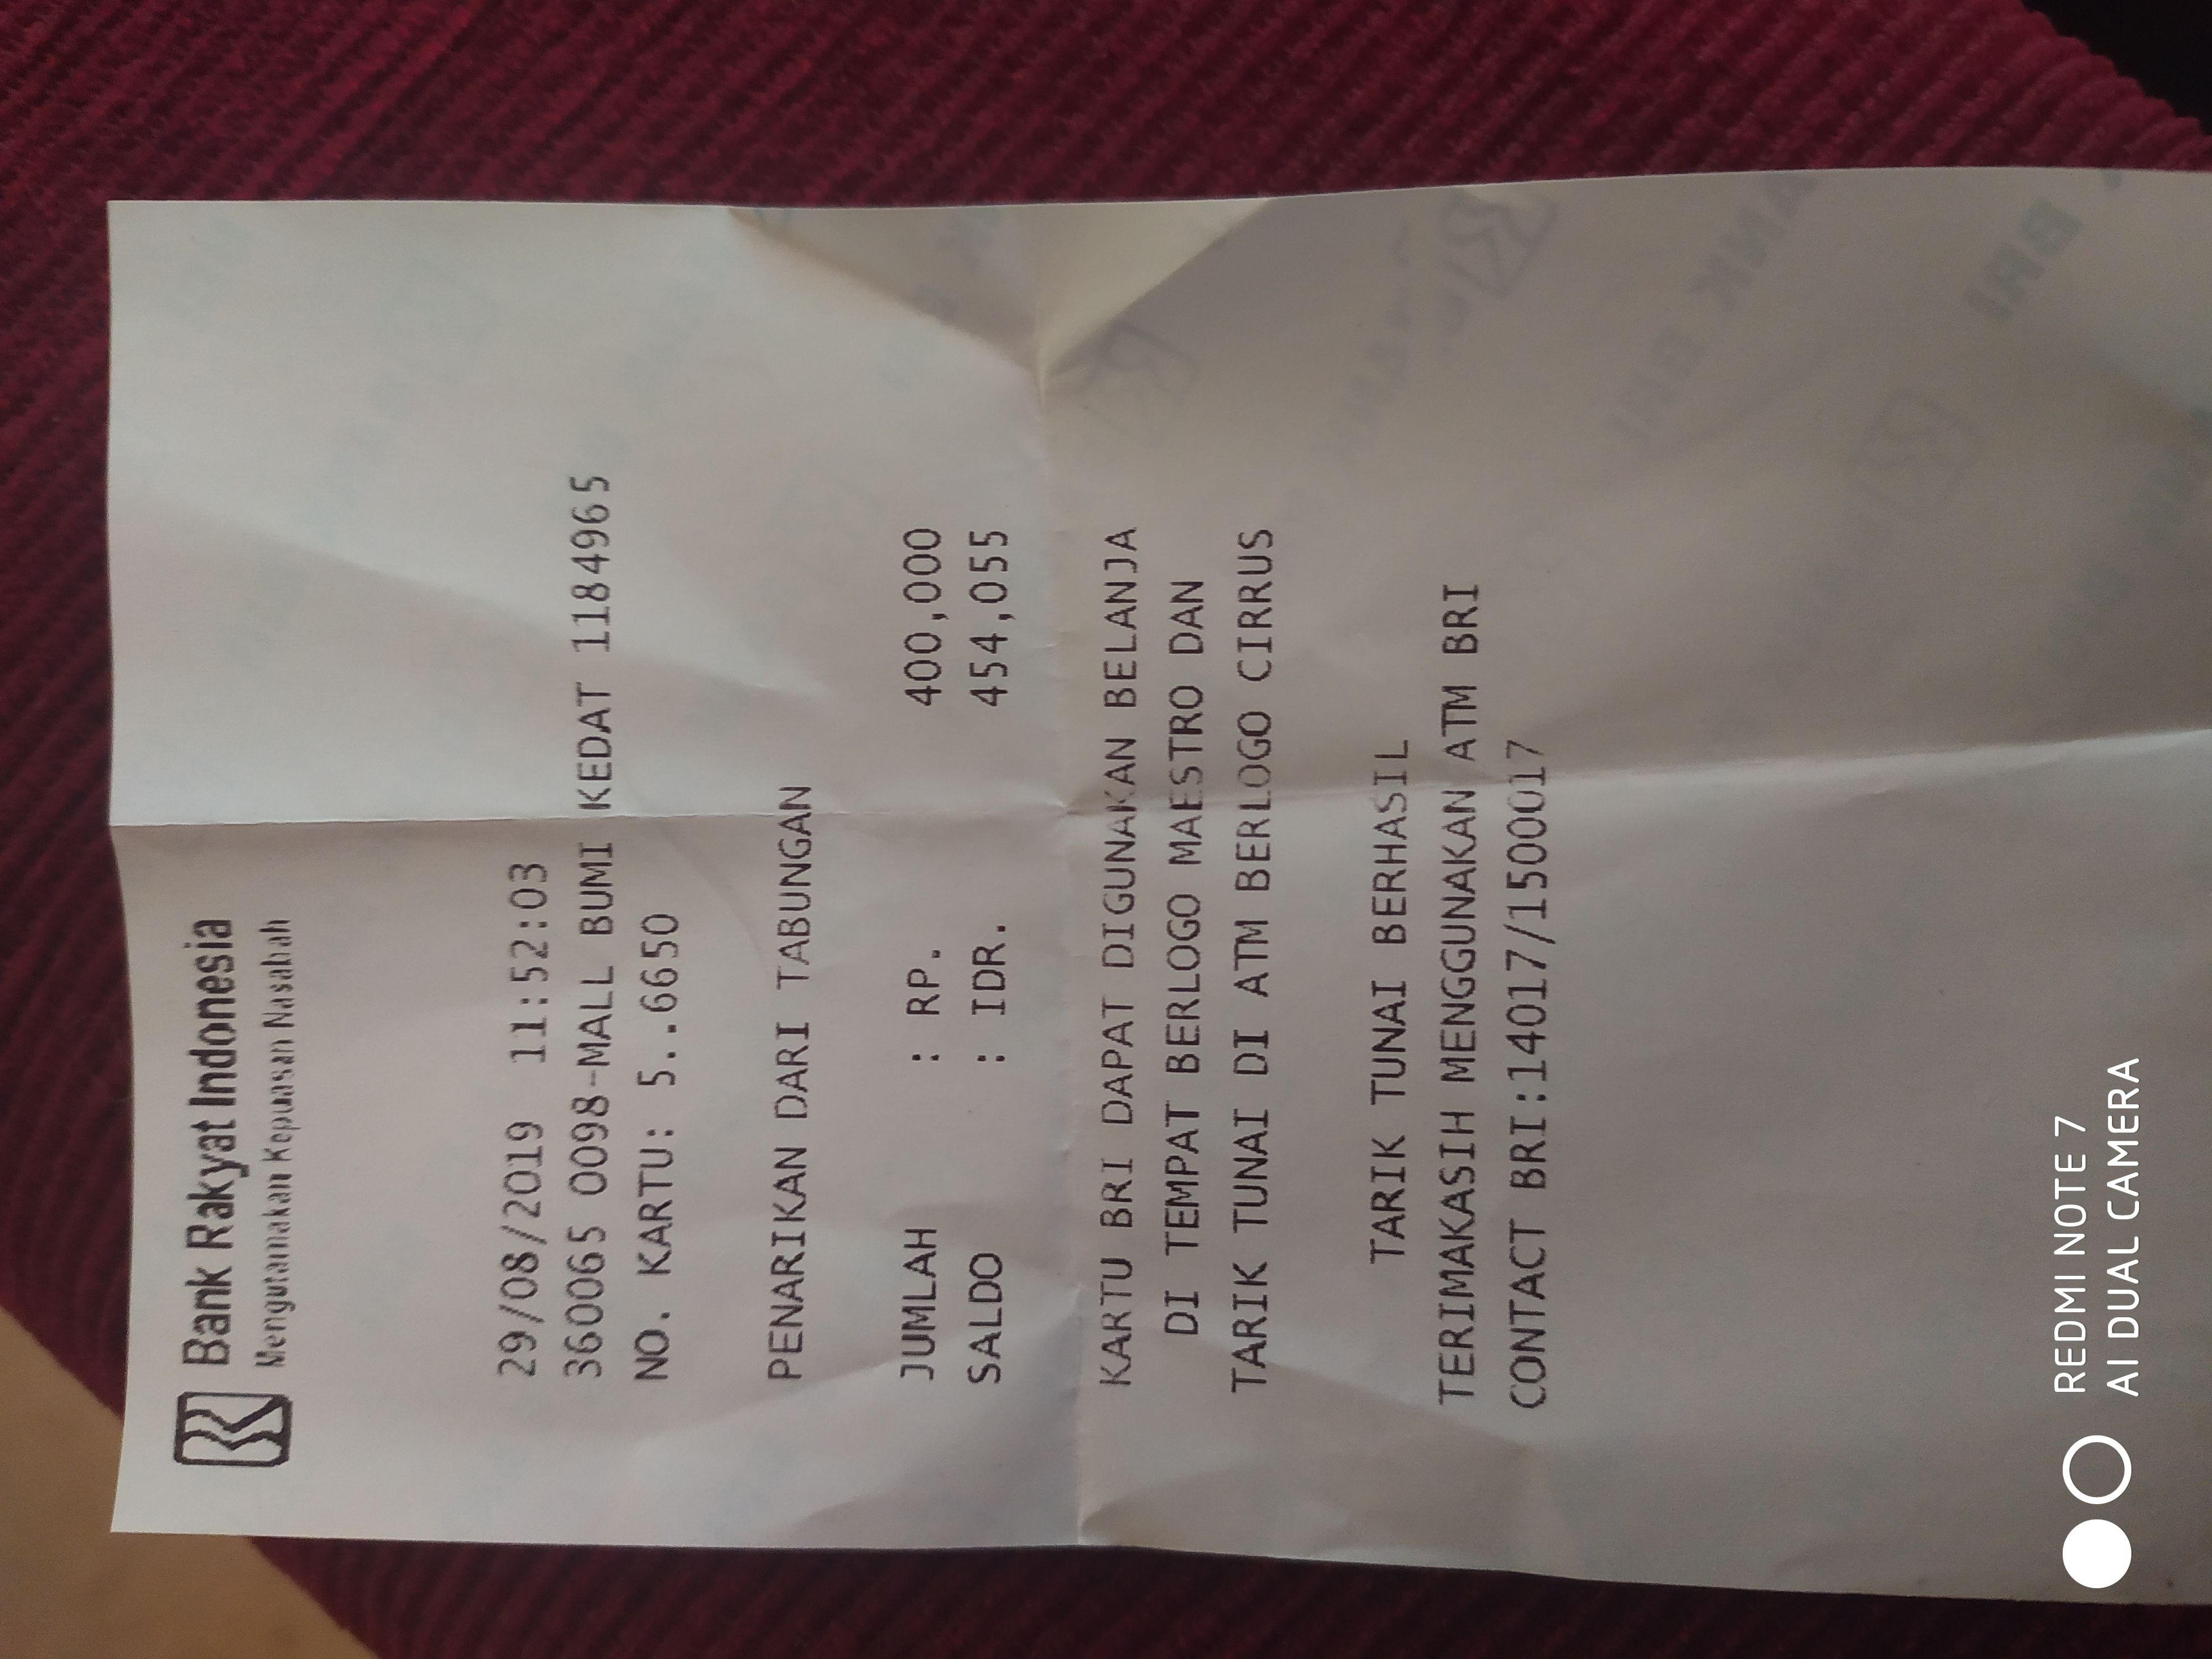 Bank Rakyat Indonesia
Mengutamakan Kepuasan Nasabah
29/08/2019 11:52:03
360065 0098-MALL BUMI KEDAT 1184965
NO. KARTU: 5..6650
PENARIKAN DARI TABUNGAN
JUMLAH : RP. 400,000
SALDO : IDR. 454,055
KARTU BRI DAPAT DIGUNAKAN BELANJA
DI TEMPAT BERLOGO MAESTRO DAN
TARIK TUNAI DI ATM BERLOGO CIRRUS
TARIK TUNAI BERHASIL
TERIMAKASIH MENGGUNAKAN ATM BRI
CONTACT BRI:14017/1500017
REDMI NOTE 7
AI DUAL CAMERA